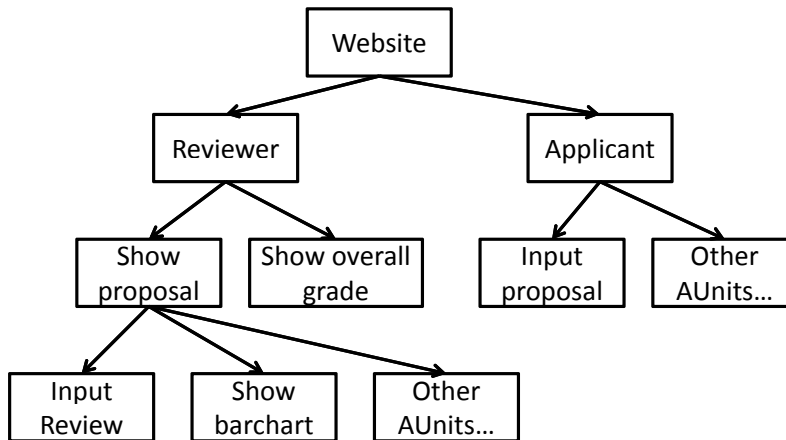 Website
Reviewer
Applicant
Show
proposal
Show overall
grade
Input
proposal
Other
AUnits...
Input
Review
Show
barchart
Other
AUnits...